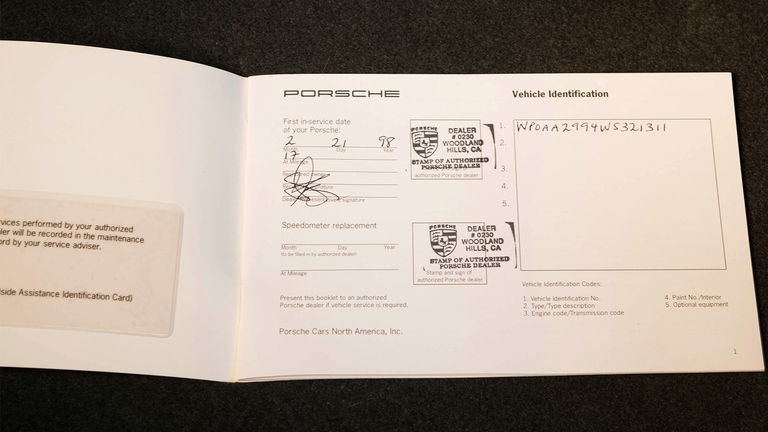 PORSCHE
First in-service date
of your Porsche:
2 21 98
Month Day Year
17
At Mileage
signature
Speedometer replacement
Month Day Year
(to be filled in by authorized dealer)
At Mileage
Present this booklet to an authorized
Porsche dealer if vehicle service is required.
Porsche Cars North America, Inc.
PORSCHE
DEALER
# 0230
WOODLAND
HILLS, CA
STAMP OF AUTHORIZED
PORSCHE DEALER
authorized Porsche dealer
PORSCHE
DEALER
# 0230
WOODLAND
HILLS, CA
STAMP OF AUTHORIZED
PORSCHE DEALER
Stamp and sign of
authorized Porsche dealer
Vehicle Identification
1. WP0AA2994WS321311
2.
3.
4.
5.
Vehicle Identification Codes:
1. Vehicle Identification No.
2. Type/Type description
3. Engine code/Transmission code
4. Paint No./Interior
5. Optional equipment
1
rvices performed by your authorized
ler will be recorded in the maintenance
ord by your service adviser.
dside Assistance Identification Card)